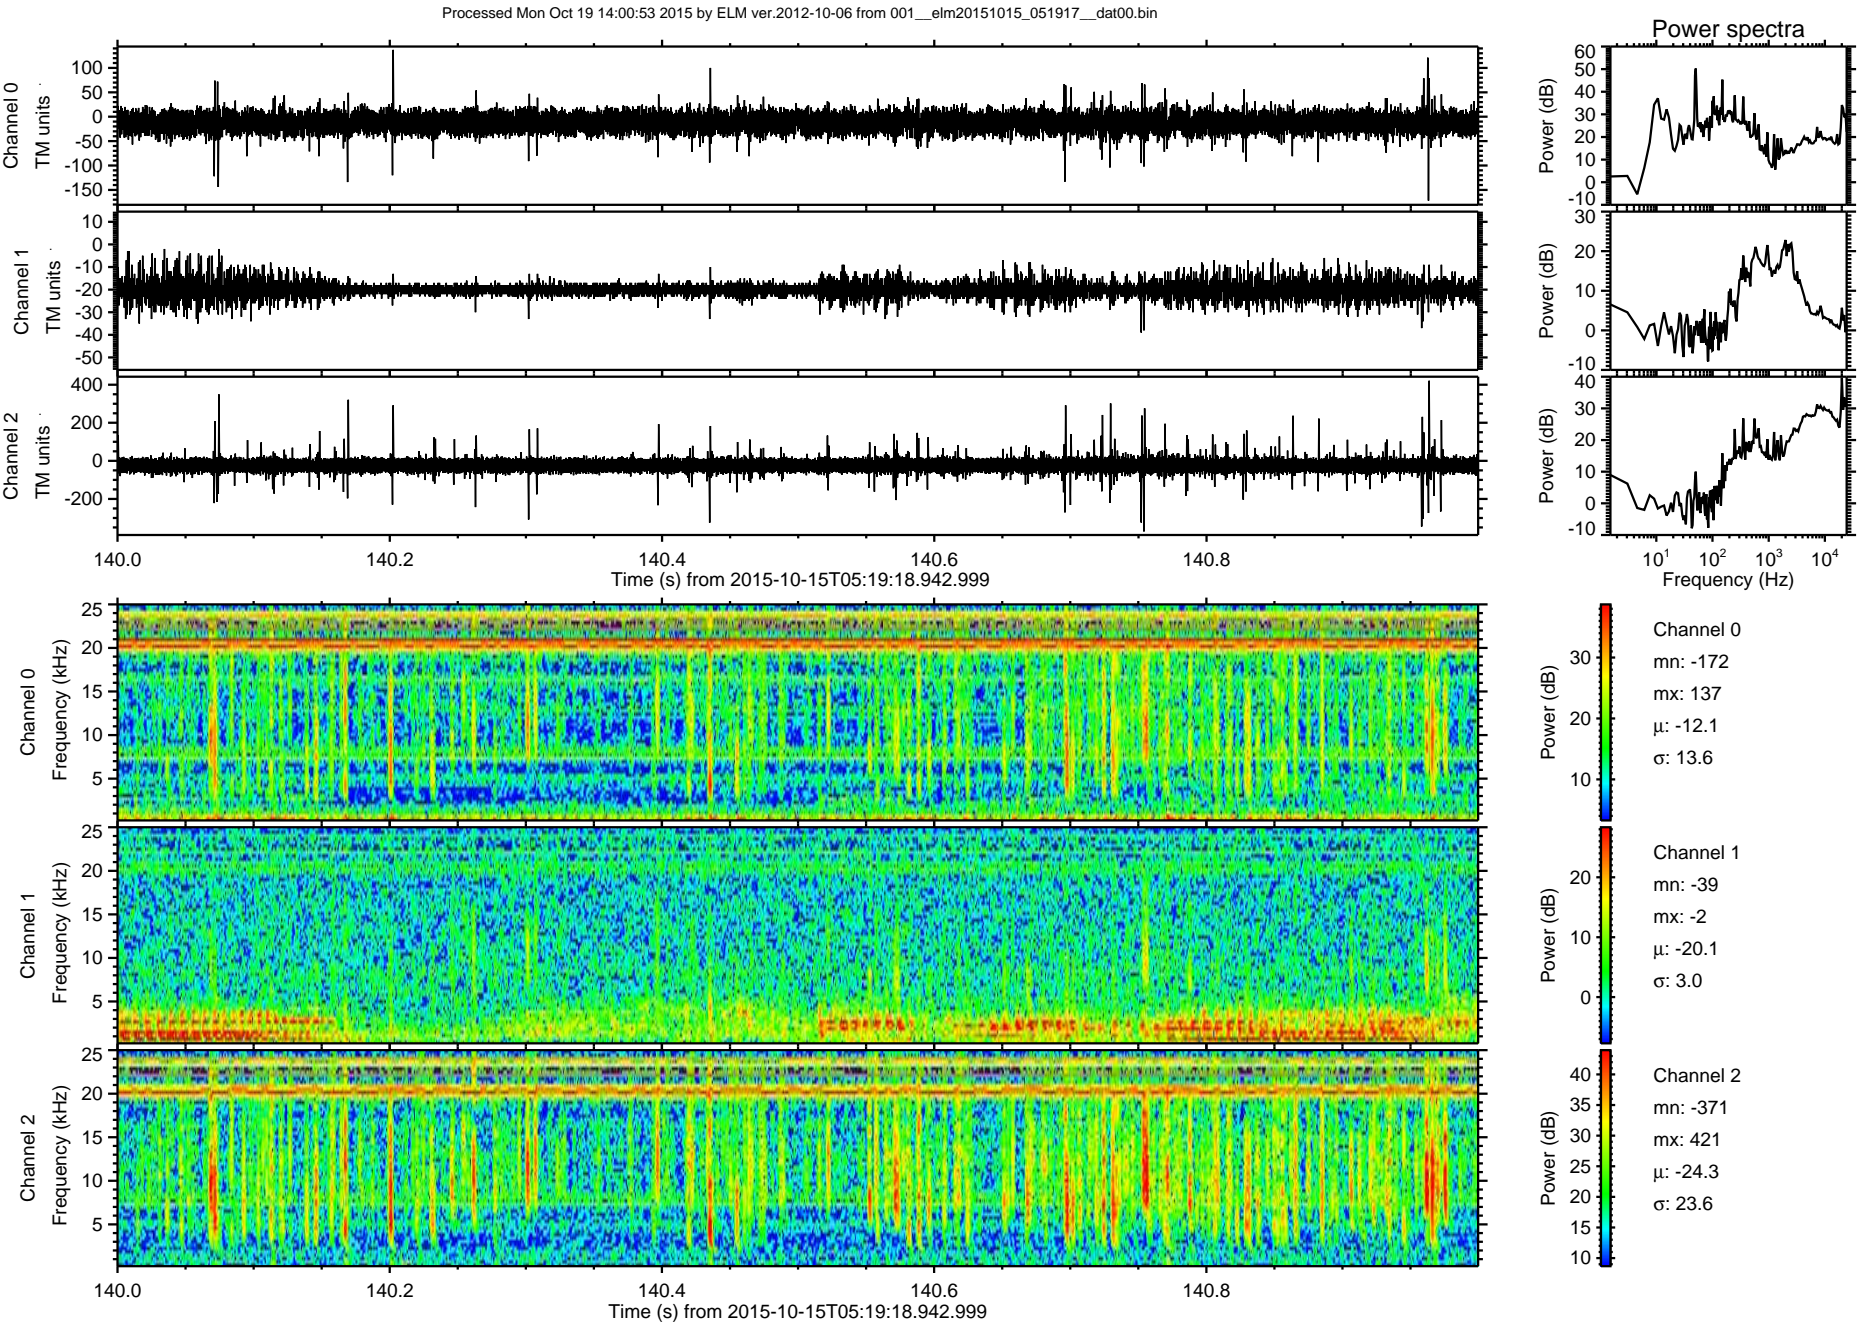 Processed Mon Oct 19 14:00:53 2015 by ELM ver.2012-10-06 from 001__elm20151015_051917__dat00.bin
Power spectra
Channel 0
TM units
100
50
0
-50
-100
-150
Power (dB)
60
50
40
30
20
10
0
-10
Channel 1
TM units
10
0
-10
-20
-30
-40
-50
Power (dB)
30
20
10
0
-10
Channel 2
TM units
400
200
0
-200
Power (dB)
40
30
20
10
0
-10
140.0 140.2 140.4 140.6 140.8
Time (s) from 2015-10-15T05:19:18.942.999
10¹ 10² 10³ 10⁴
Frequency (Hz)
Channel 0
Frequency (kHz)
25
20
15
10
5
Power (dB)
30
20
10
Channel 0
mn: -172
mx: 137
µ: -12.1
σ: 13.6
Channel 1
Frequency (kHz)
25
20
15
10
5
Power (dB)
20
10
0
Channel 1
mn: -39
mx: -2
µ: -20.1
σ: 3.0
Channel 2
Frequency (kHz)
25
20
15
10
5
Power (dB)
40
35
30
25
20
15
10
Channel 2
mn: -371
mx: 421
µ: -24.3
σ: 23.6
140.0 140.2 140.4 140.6 140.8
Time (s) from 2015-10-15T05:19:18.942.999